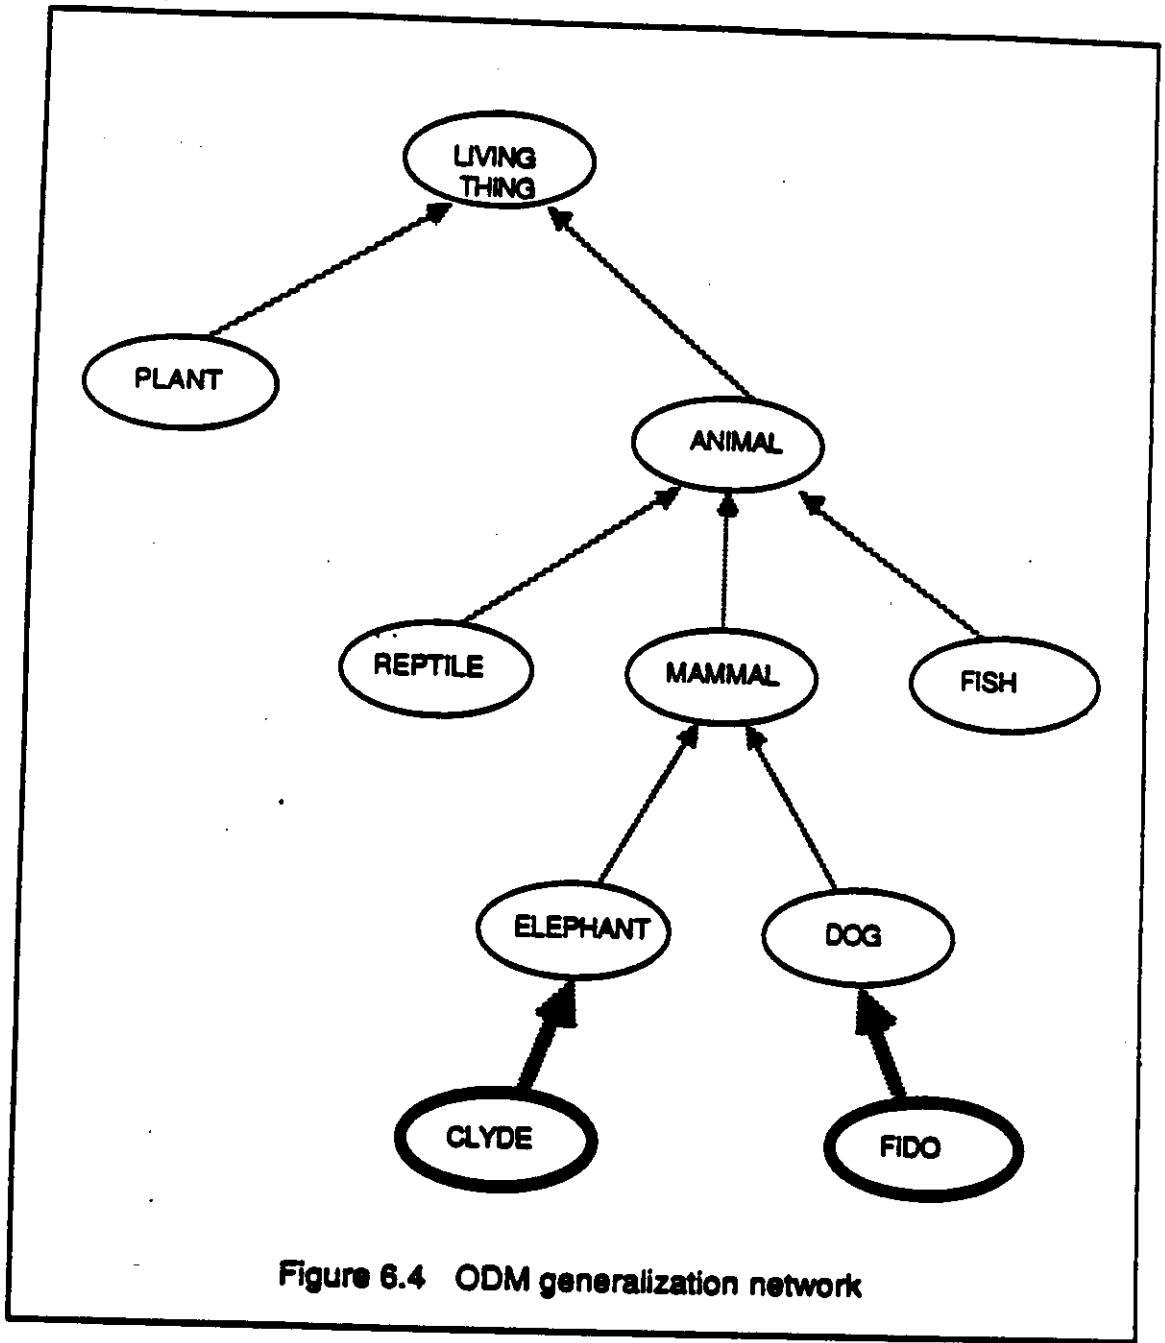 LIVING
THING
PLANT
ANIMAL
REPTILE
MAMMAL
FISH
ELEPHANT
DOG
CLYDE
FIDO
Figure 6.4 ODM generalization network